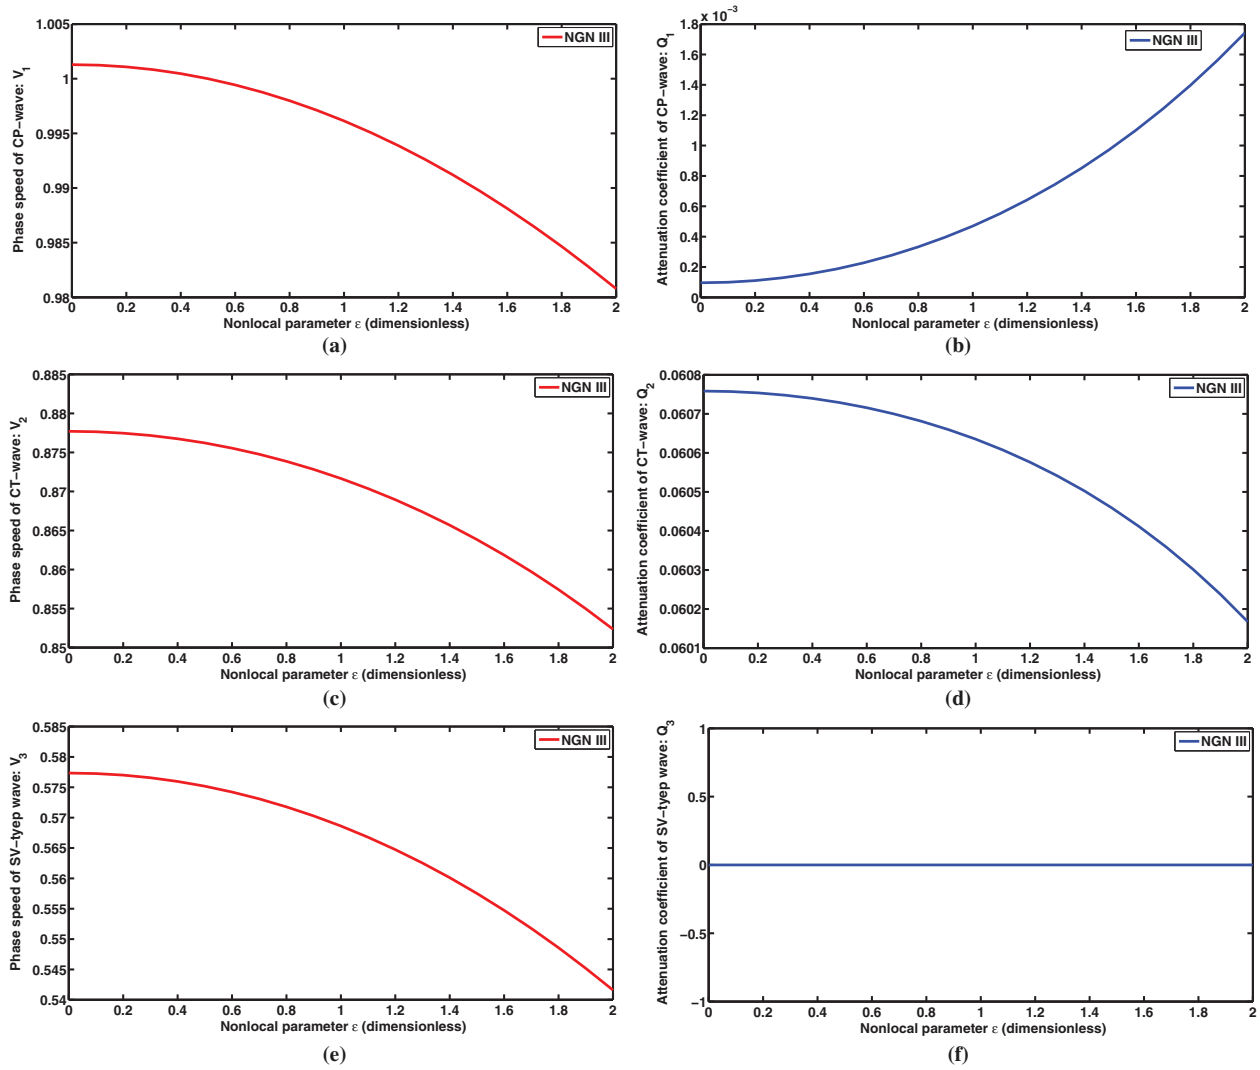 1.005
1
0.995
0.99
0.985
0.98
Phase speed of CP−wave: V1
NGN III
0 0.2 0.4 0.6 0.8 1 1.2 1.4 1.6 1.8 2
Nonlocal parameter ε (dimensionless)
(a)
x 10−3
1.8
1.6
1.4
1.2
1
0.8
0.6
0.4
0.2
0
Attenuation coefficient of CP−wave: Q1
NGN III
0 0.2 0.4 0.6 0.8 1 1.2 1.4 1.6 1.8 2
Nonlocal parameter ε (dimensionless)
(b)
0.885
0.88
0.875
0.87
0.865
0.86
0.855
0.85
Phase speed of CT−wave: V2
NGN III
0 0.2 0.4 0.6 0.8 1 1.2 1.4 1.6 1.8 2
Nonlocal parameter ε (dimensionless)
(c)
0.0608
0.0607
0.0606
0.0605
0.0604
0.0603
0.0602
0.0601
Attenuation coefficient of CT−wave: Q2
NGN III
0 0.2 0.4 0.6 0.8 1 1.2 1.4 1.6 1.8 2
Nonlocal parameter ε (dimensionless)
(d)
0.585
0.58
0.575
0.57
0.565
0.56
0.555
0.55
0.545
0.54
Phase speed of SV−tyep wave: V3
NGN III
0 0.2 0.4 0.6 0.8 1 1.2 1.4 1.6 1.8 2
Nonlocal parameter ε (dimensionless)
(e)
1
0.5
0
−0.5
−1
Attenuation coefficient of SV−tyep wave: Q3
NGN III
0 0.2 0.4 0.6 0.8 1 1.2 1.4 1.6 1.8 2
Nonlocal parameter ε (dimensionless)
(f)